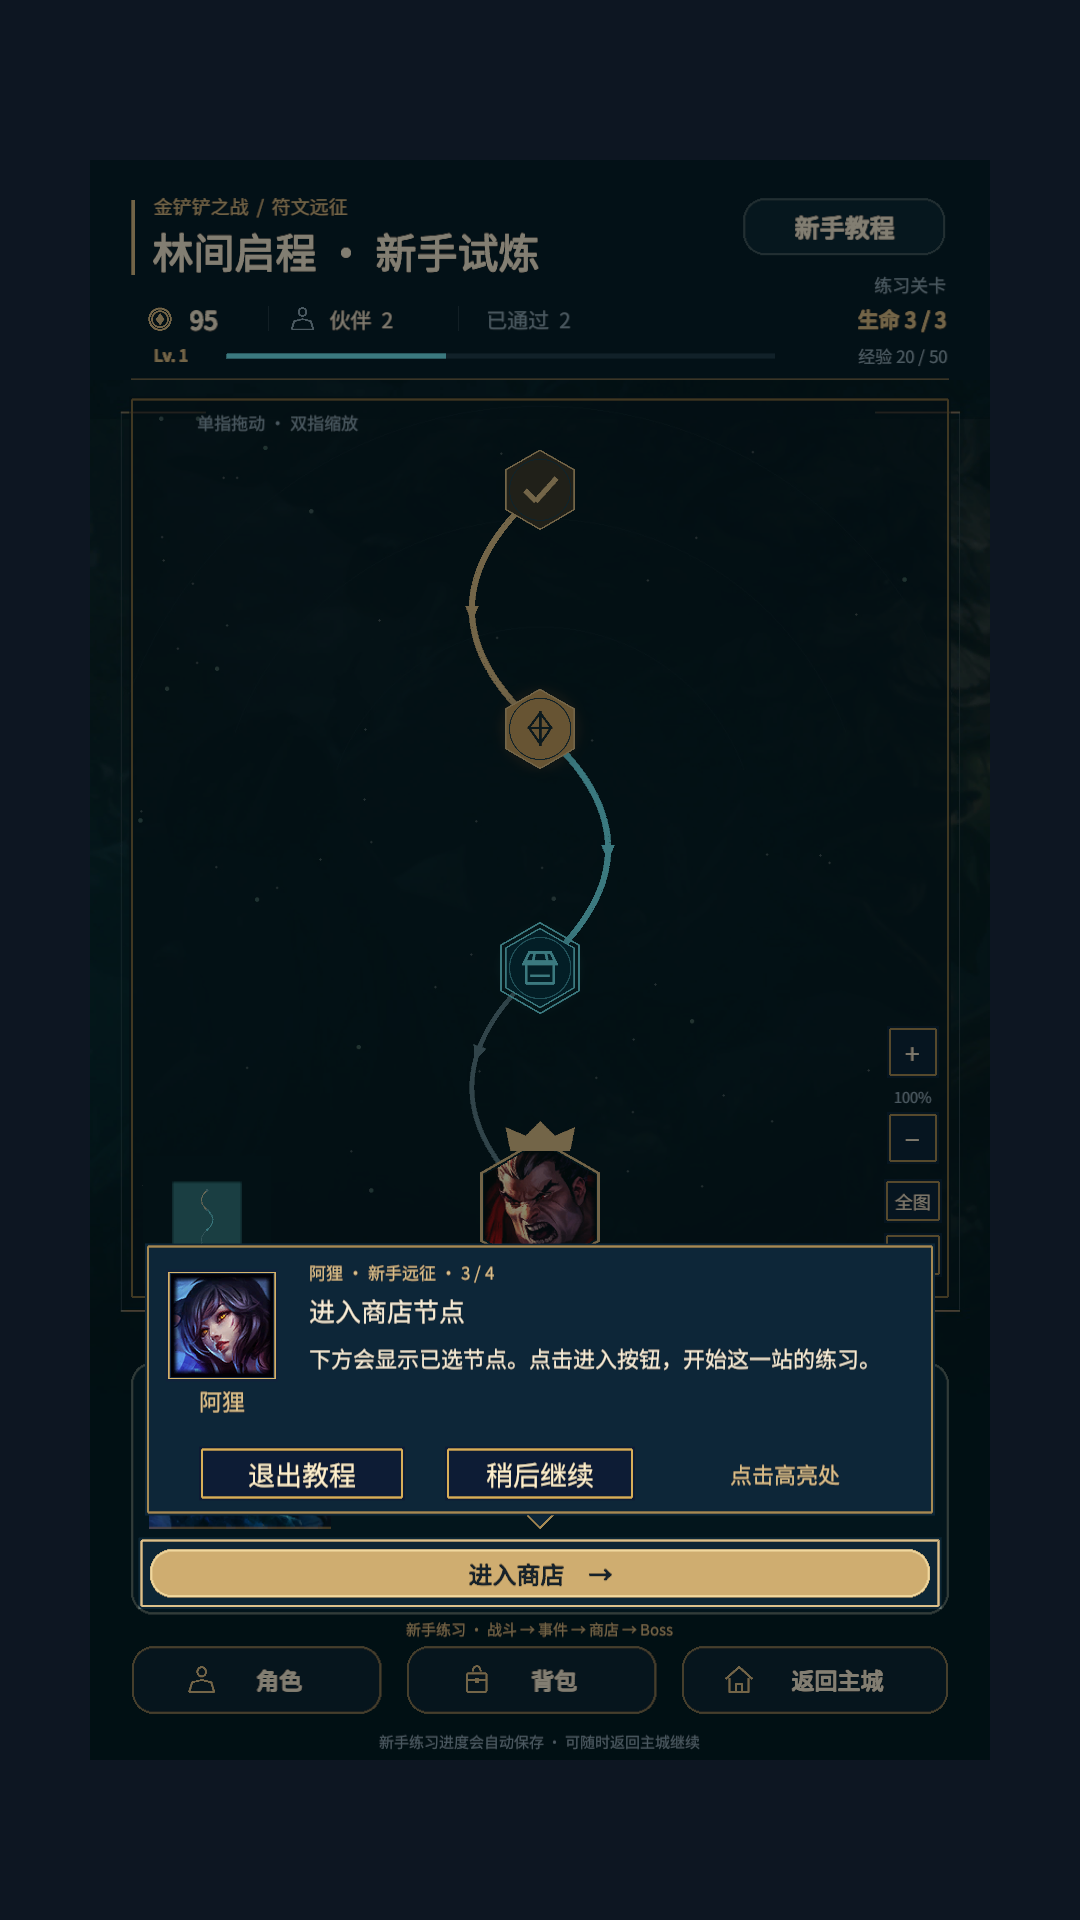 金铲铲之战 / 符文远征
林间启程 · 新手试炼
新手教程
练习关卡
95
伙伴 2
已通过 2
生命 3 / 3
Lv. 1
经验 20 / 50
单指拖动 · 双指缩放
+
100%
−
全图
阿狸 · 新手远征 · 3 / 4
进入商店节点
下方会显示已选节点。点击进入按钮，开始这一站的练习。
阿狸
退出教程
稍后继续
点击高亮处
进入商店 →
新手练习 · 战斗 → 事件 → 商店 → Boss
角色
背包
返回主城
新手练习进度会自动保存 · 可随时返回主城继续